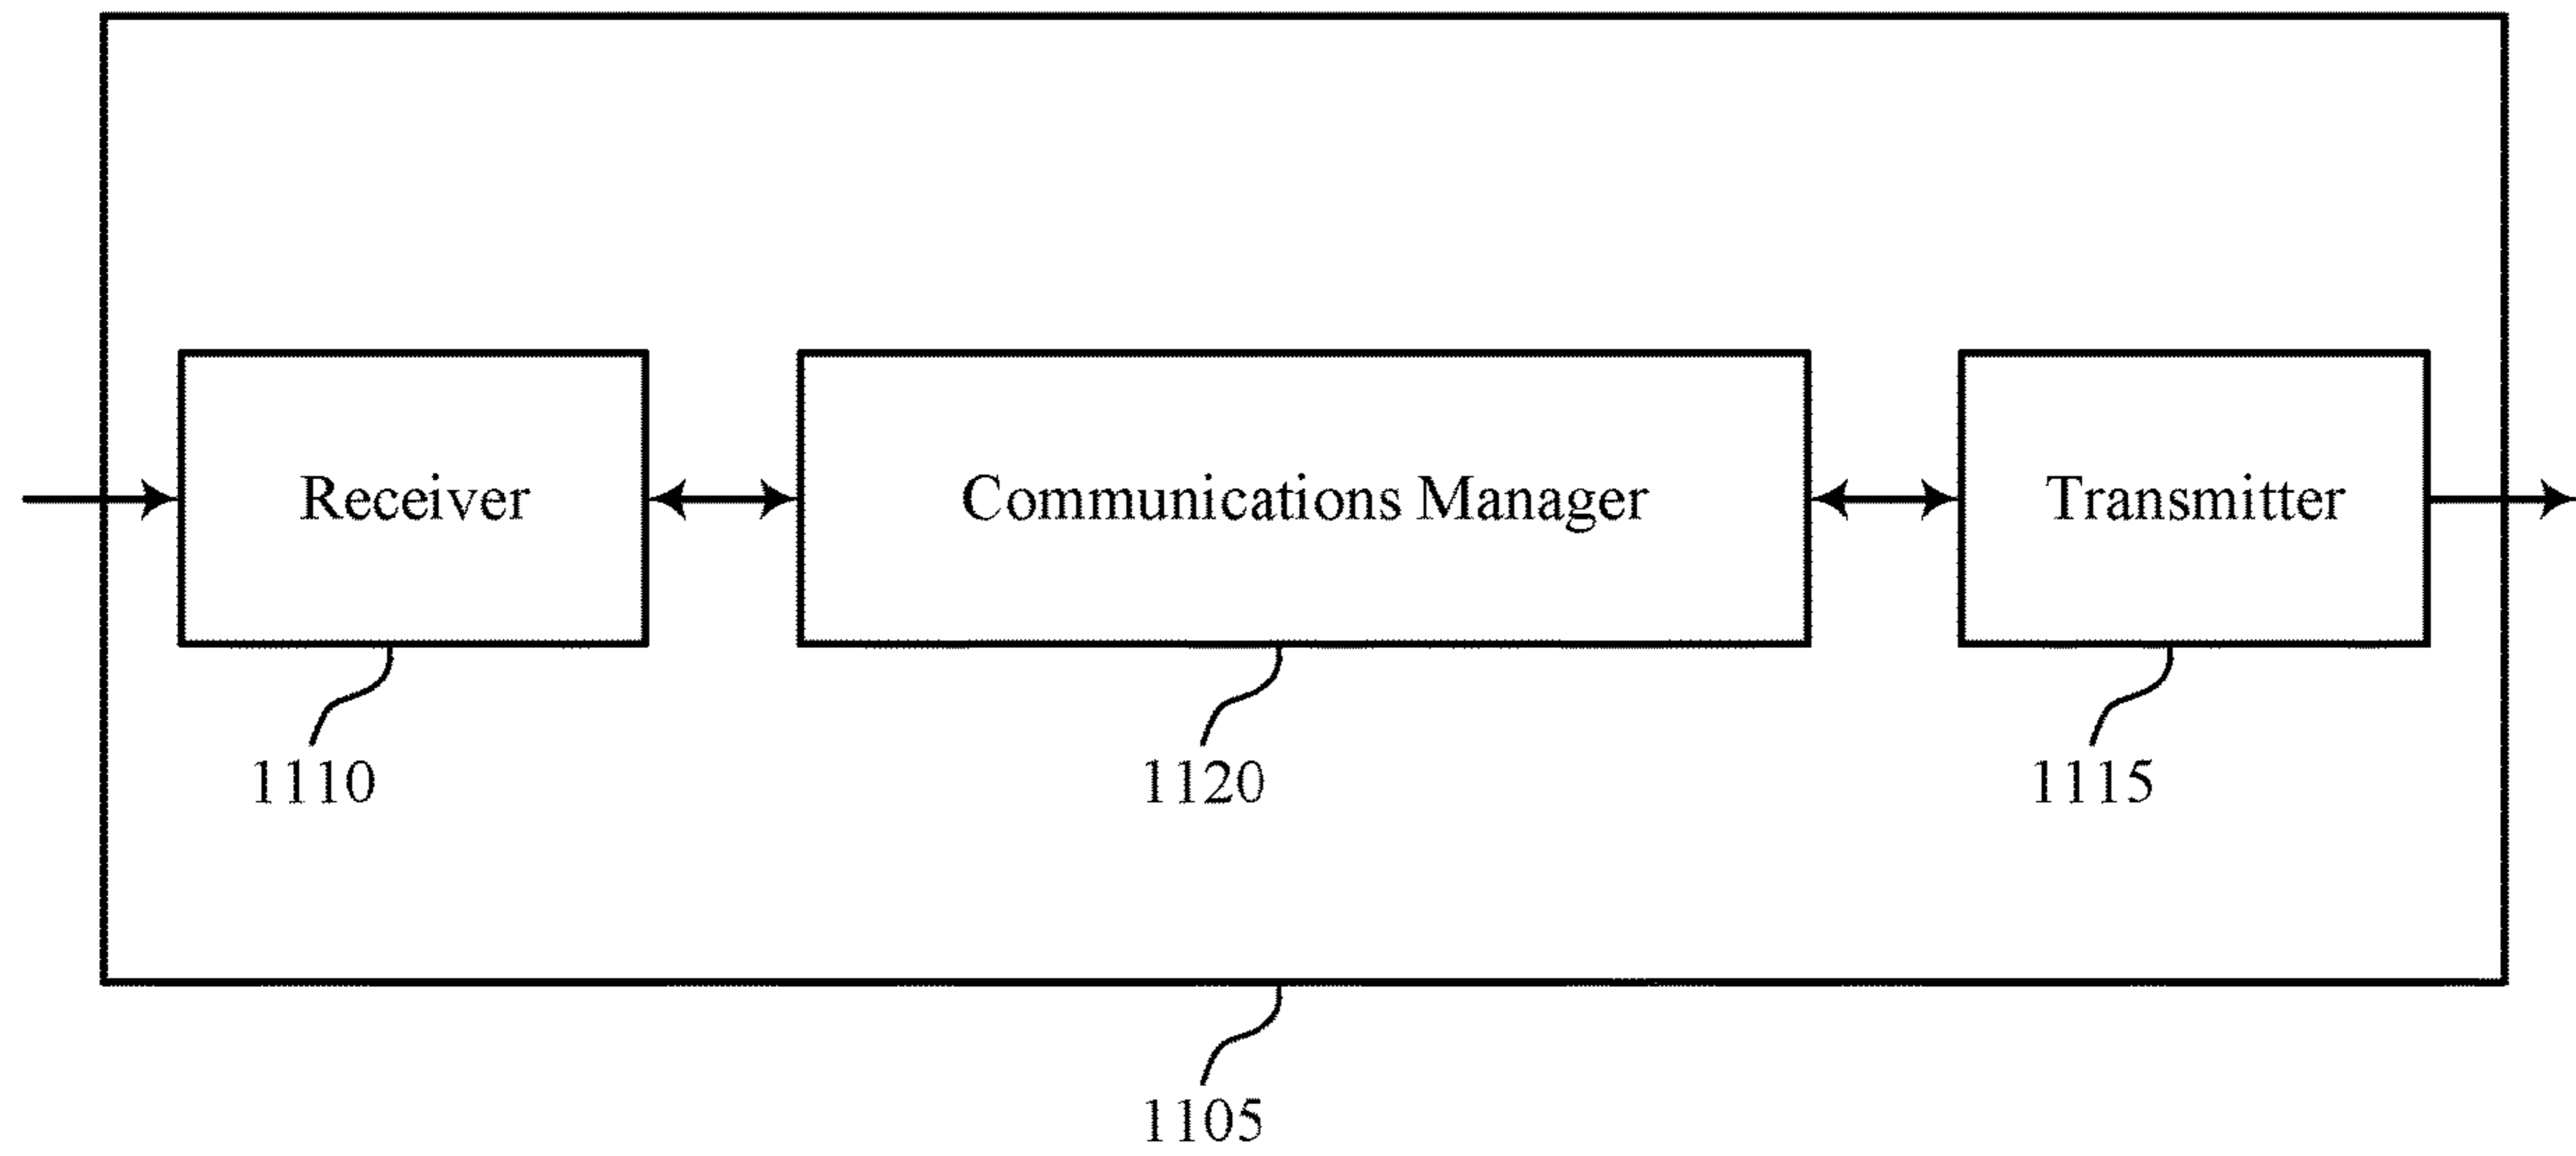 Receiver
Communications Manager
Transmitter
1110
1120
1115
1105